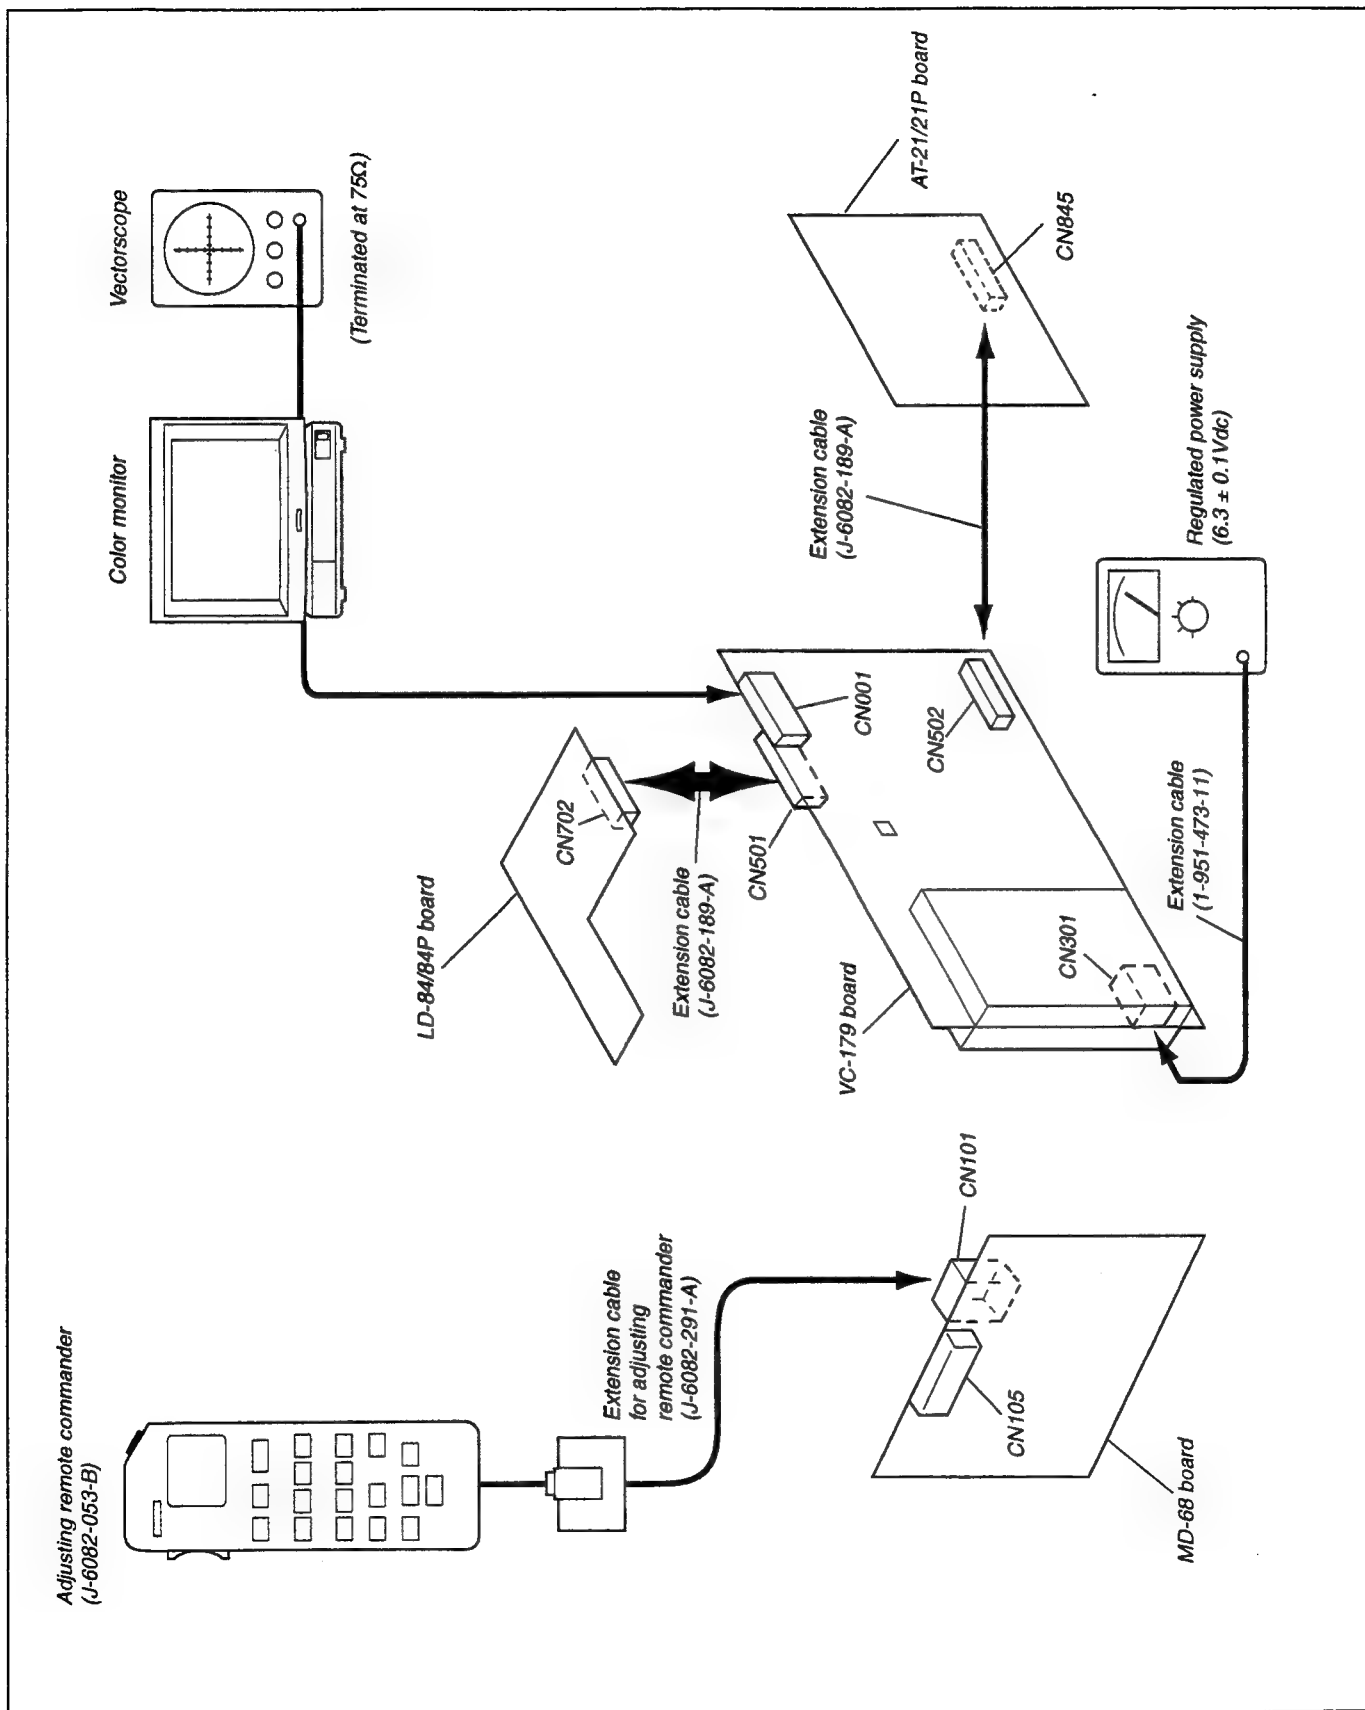 Adjusting remote commander
(J-6082-053-B)
Color monitor
Vectorscope
(Terminated at 75Ω)
LD-84/84P board
CN702
Extension cable
(J-6082-189-A)
CN501
CN001
Extension cable
for adjusting
remote commander
(J-6082-291-A)
VC-179 board
CN502
Extension cable
(J-6082-189-A)
AT-21/21P board
CN845
CN101
CN105
MD-68 board
CN301
Extension cable
(1-951-473-11)
Regulated power supply
(6.3 ± 0.1Vdc)